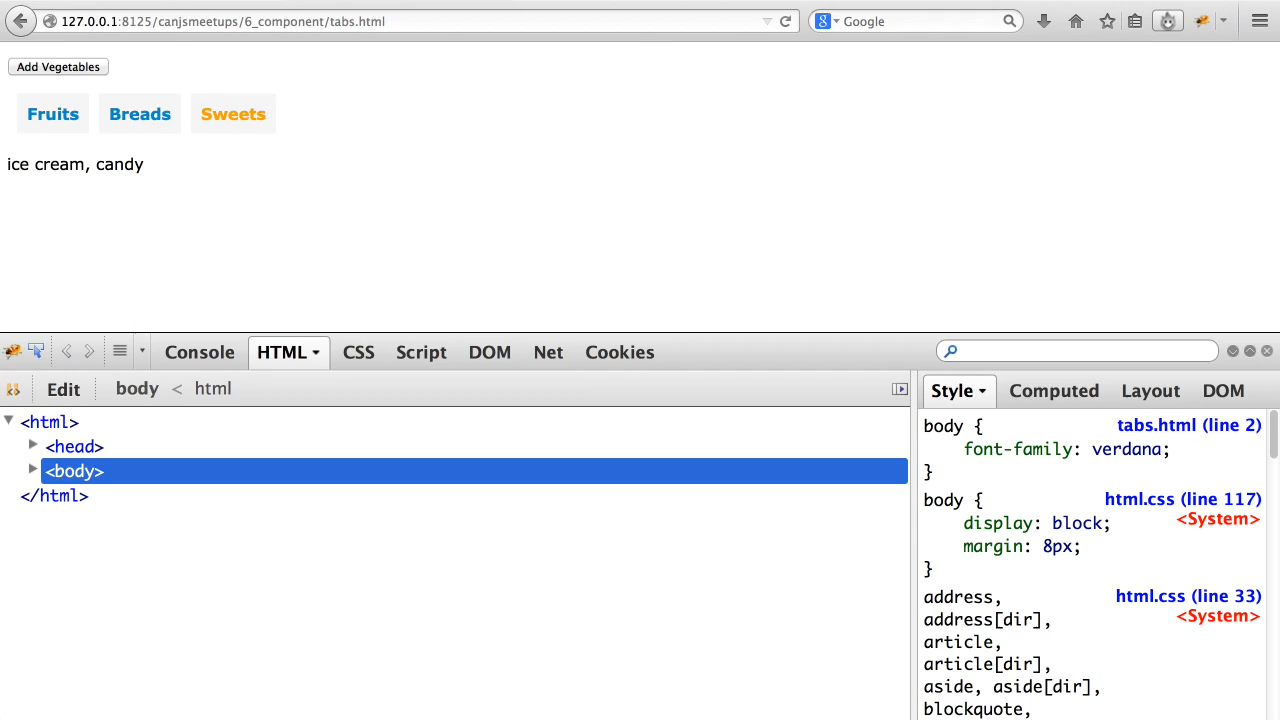 127.0.0.1:8125/canjsmeetups/6_component/tabs.html
Google
Add Vegetables
Fruits Breads Sweets
ice cream, candy
Console HTML CSS Script DOM Net Cookies
Edit body < html
<html>
<head>
<body>
</html>
Style Computed Layout DOM
body { tabs.html (line 2)
font-family: verdana;
}
body { html.css (line 117)
display: block; <System>
margin: 8px;
}
address, html.css (line 33)
address[dir], <System>
article,
article[dir],
aside, aside[dir],
blockquote,